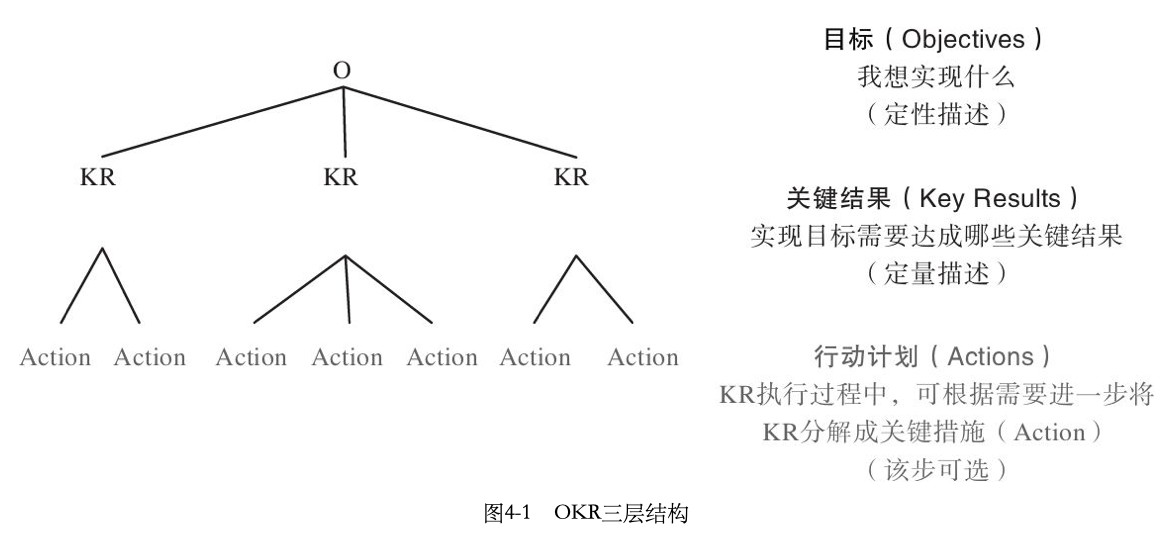 O
KR KR KR
Action Action Action Action Action Action Action
目标（Objectives）
我想实现什么
（定性描述）
关键结果（Key Results）
实现目标需要达成哪些关键结果
（定量描述）
行动计划（Actions）
KR执行过程中，可根据需要进一步将
KR分解成关键措施（Action）
（该步可选）
图4-1 OKR三层结构